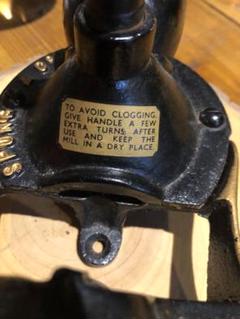 TO AVOID CLOGGING,
GIVE HANDLE A FEW
EXTRA TURNS, AFTER
USE AND KEEP THE
MILL IN A DRY PLACE.
SPONG